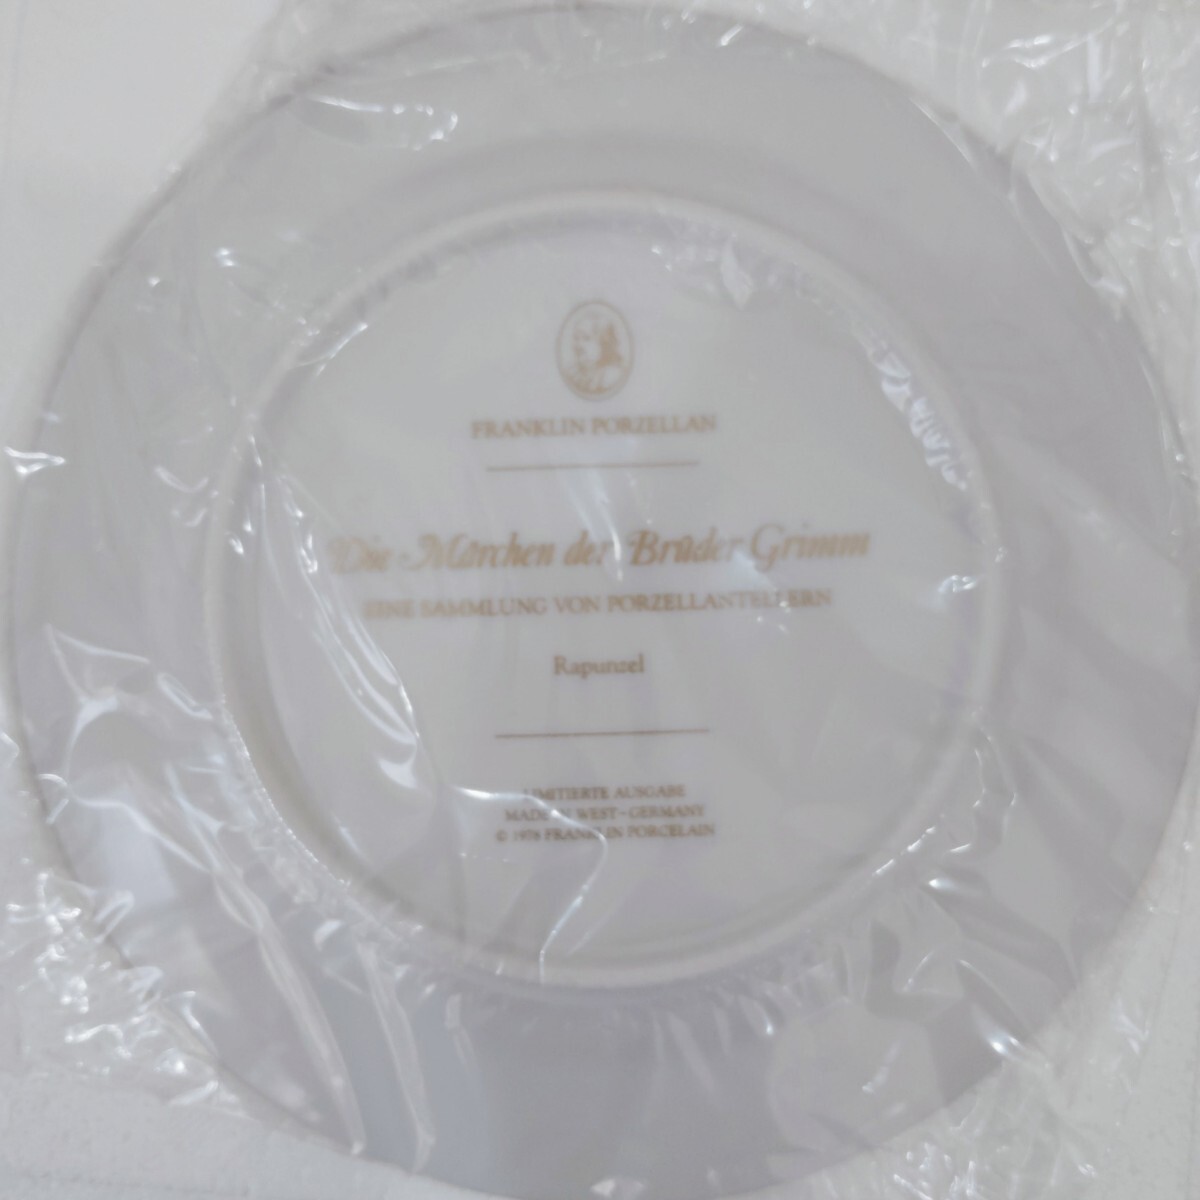 FRANKLIN PORZELLAN
Die Märchen der Brüder Grimm
EINE SAMMLUNG VON PORZELLANTELLERN
Rapunzel
LIMITIERTE AUSGABE
MADE IN WEST-GERMANY
© 1978 FRANKLIN PORCELAIN